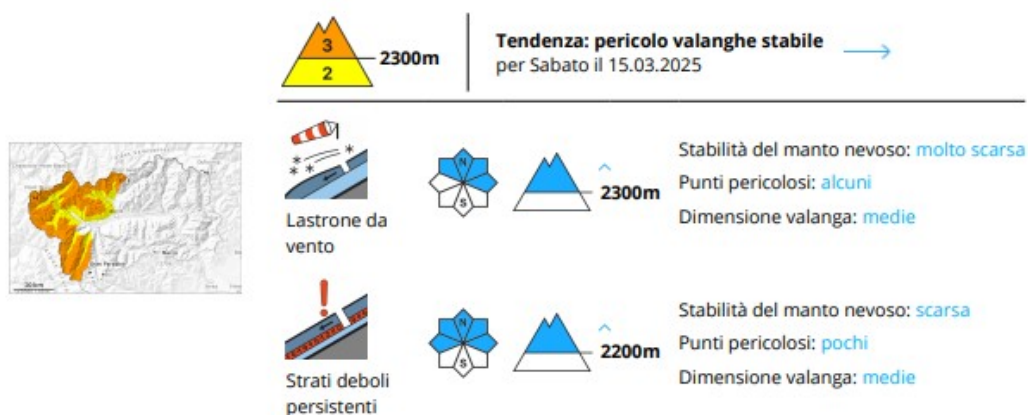 3
2
2300m
Tendenza: pericolo valanghe stabile
per Sabato il 15.03.2025
Lastrone da
vento
N
S
2300m
Stabilità del manto nevoso: molto scarsa
Punti pericolosi: alcuni
Dimensione valanga: medie
Strati deboli
persistenti
N
S
2200m
Stabilità del manto nevoso: scarsa
Punti pericolosi: pochi
Dimensione valanga: medie